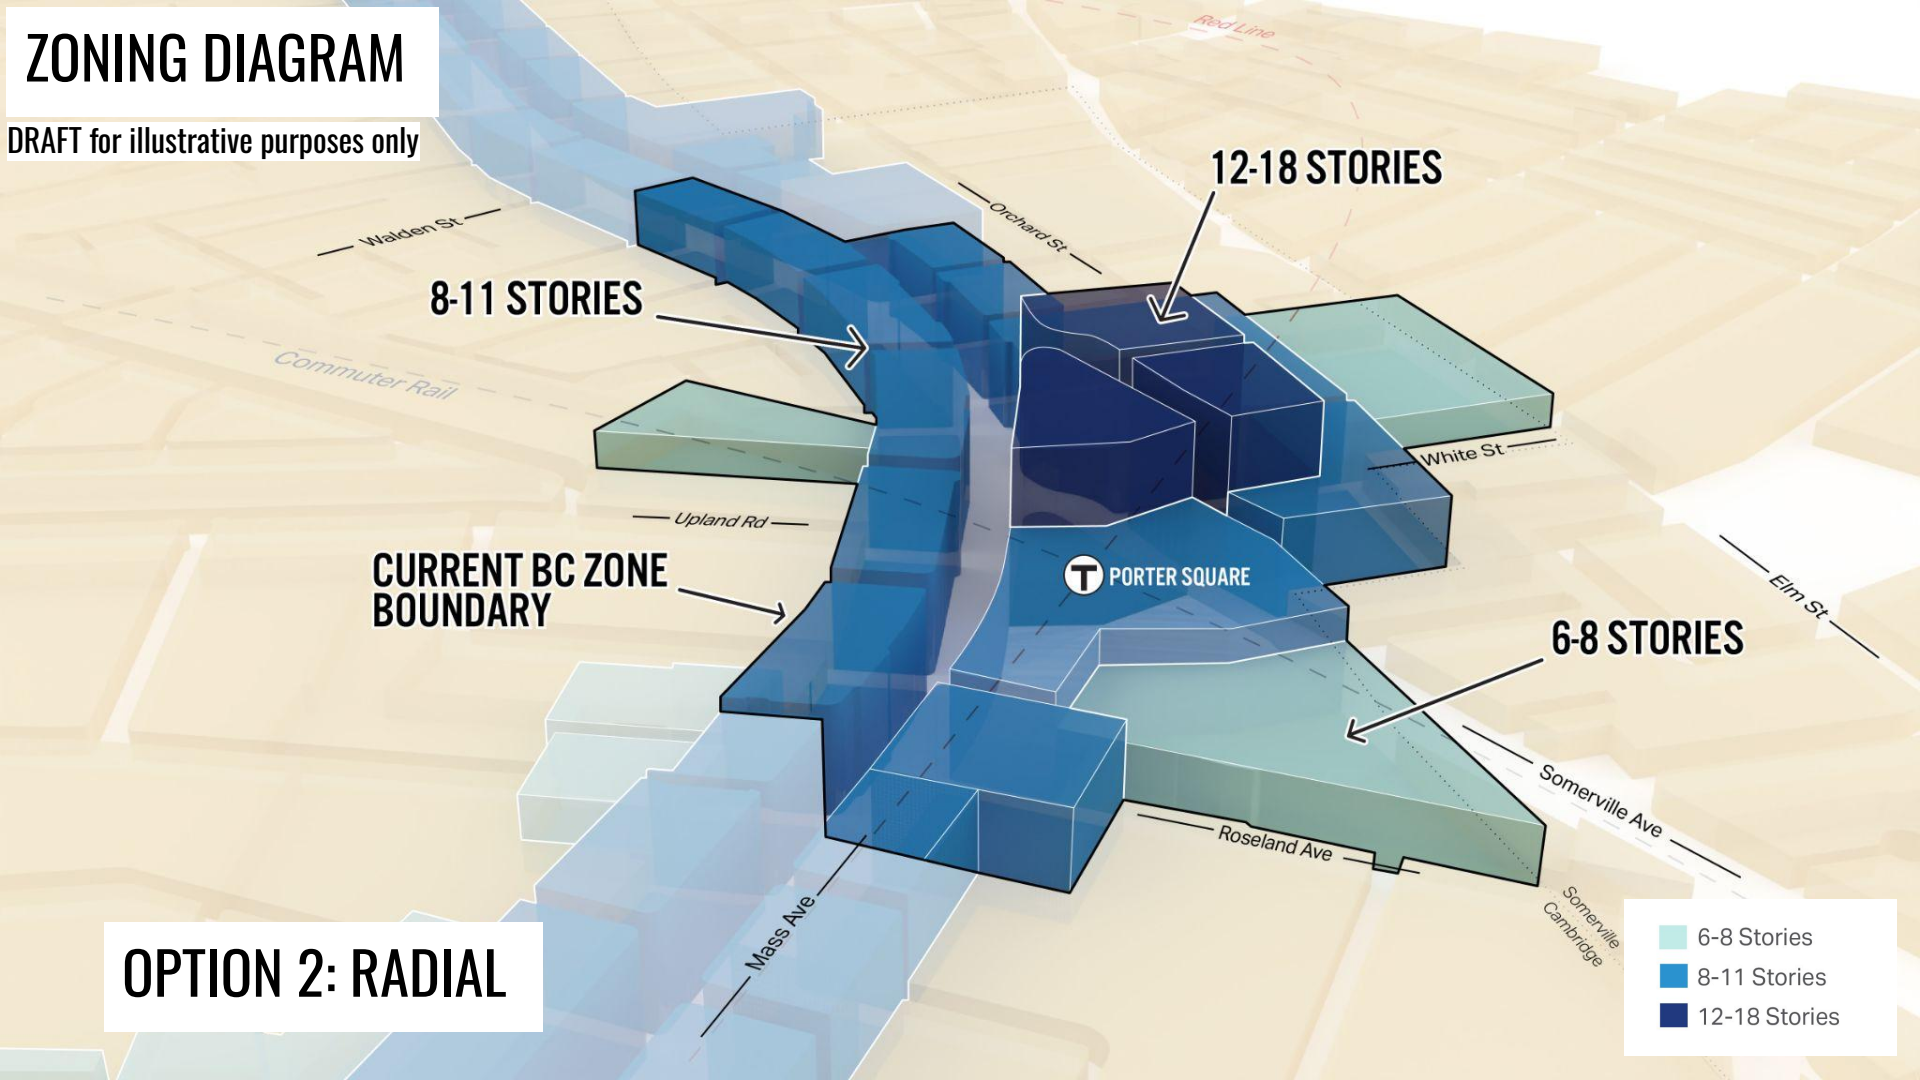 ZONING DIAGRAM
DRAFT for illustrative purposes only
Red Line
12-18 STORIES
Orchard St
Walden St
8-11 STORIES
Commuter Rail
White St
Upland Rd
CURRENT BC ZONE
BOUNDARY
T PORTER SQUARE
Elm St
6-8 STORIES
Somerville Ave
Roseland Ave
Mass Ave
Somerville
Cambridge
OPTION 2: RADIAL
6-8 Stories
8-11 Stories
12-18 Stories